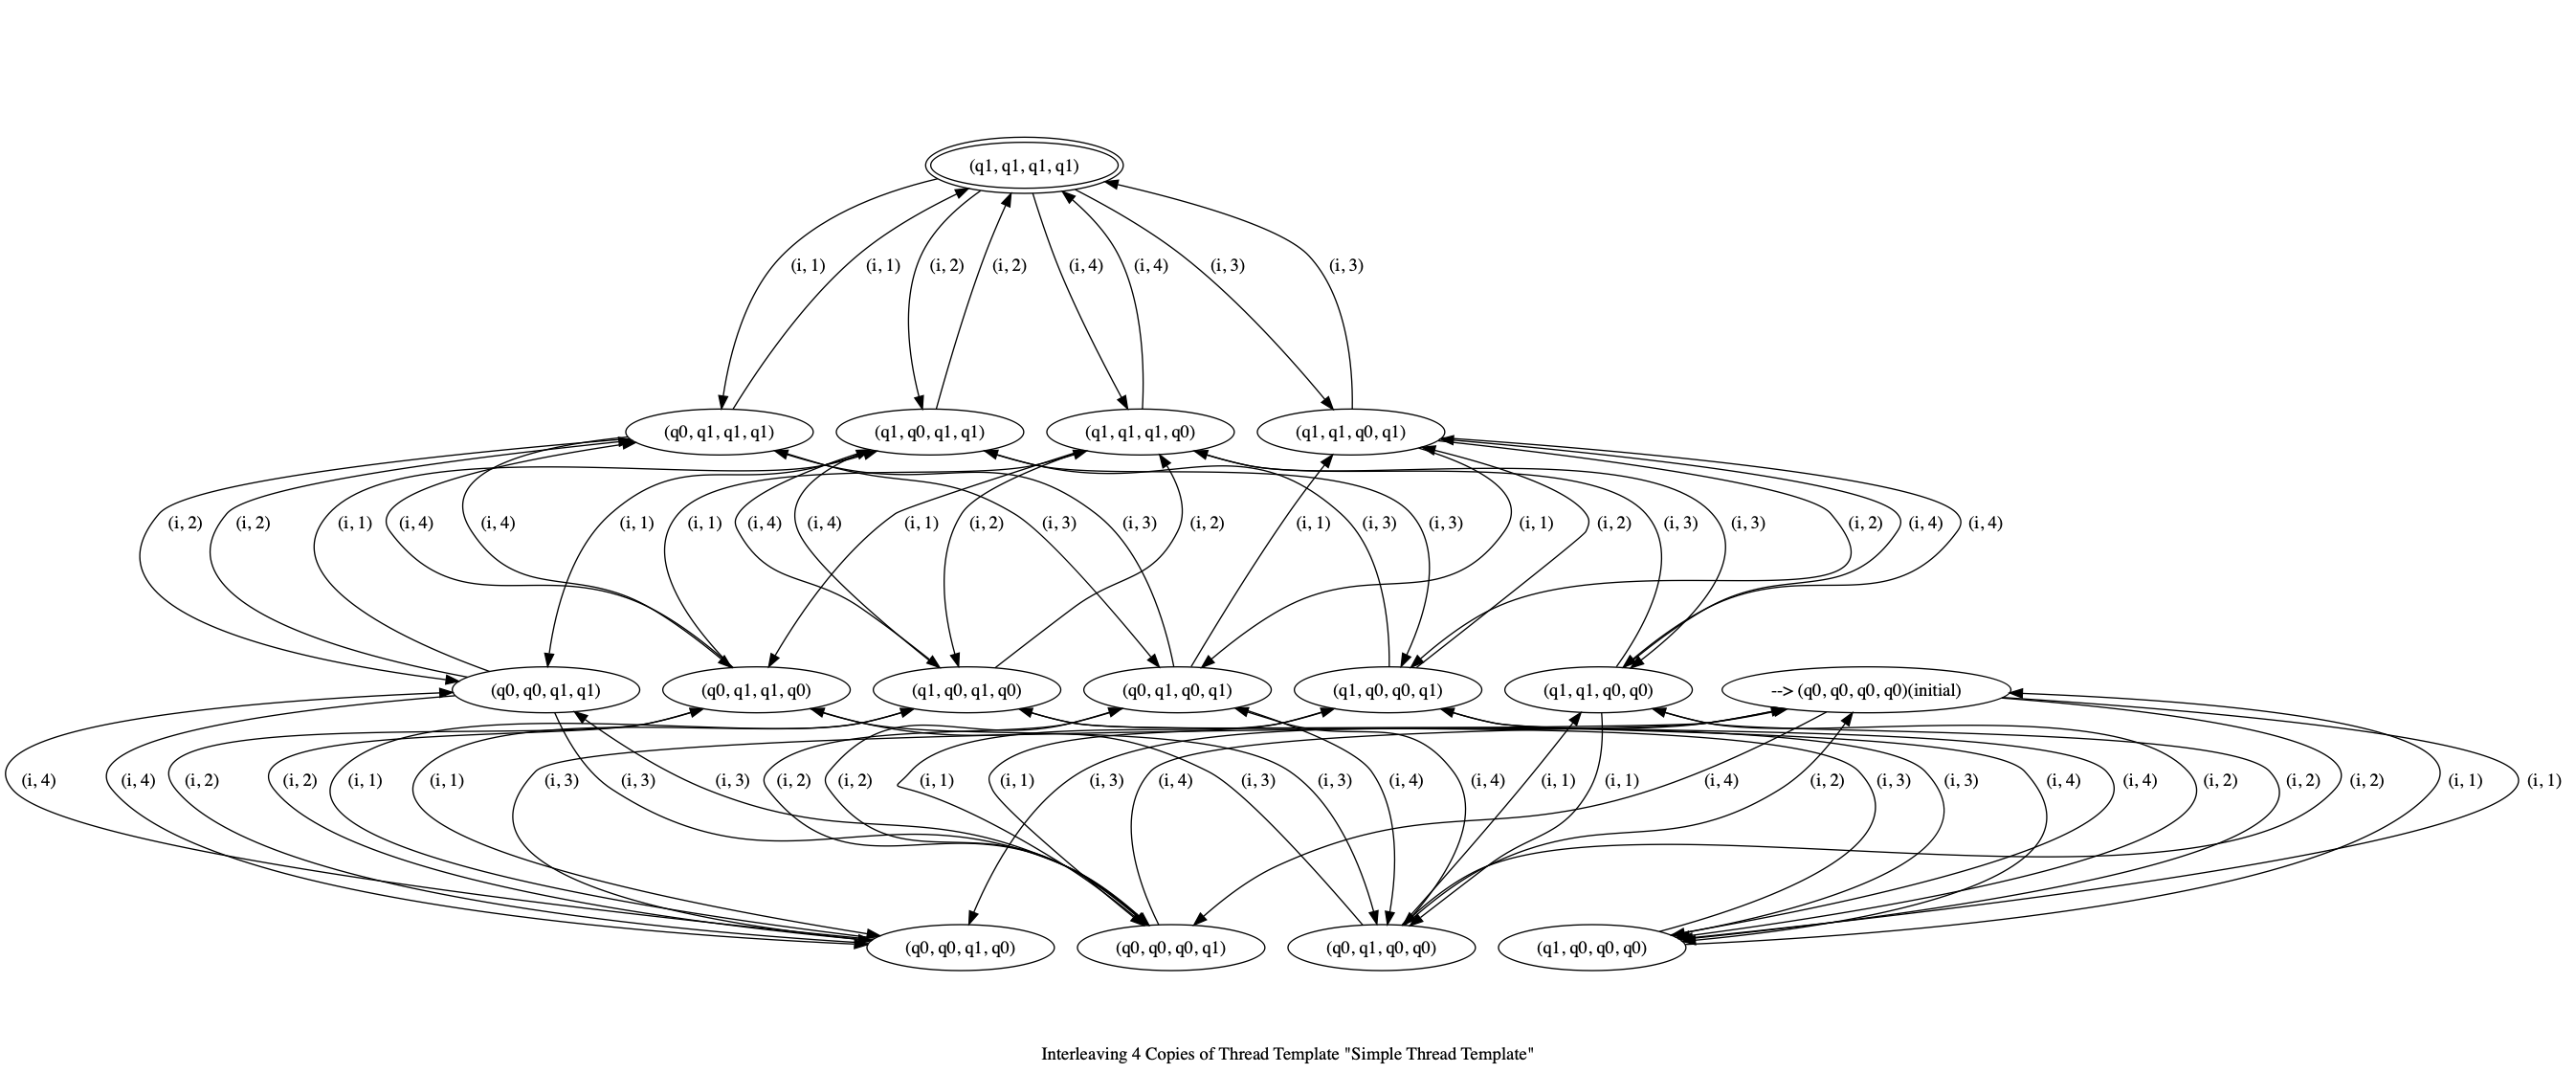 (q1, q1, q1, q1)
(i, 1) (i, 1) (i, 2) (i, 2) (i, 4) (i, 4) (i, 3) (i, 3)
(q0, q1, q1, q1) (q1, q0, q1, q1) (q1, q1, q1, q0) (q1, q1, q0, q1)
(i, 2) (i, 2) (i, 1) (i, 4) (i, 4) (i, 1) (i, 1) (i, 4) (i, 4) (i, 1) (i, 2) (i, 3) (i, 3) (i, 2) (i, 1) (i, 3) (i, 3) (i, 1) (i, 2) (i, 3) (i, 3) (i, 2) (i, 4) (i, 4)
(q0, q0, q1, q1) (q0, q1, q1, q0) (q1, q0, q1, q0) (q0, q1, q0, q1) (q1, q0, q0, q1) (q1, q1, q0, q0) --> (q0, q0, q0, q0)(initial)
(i, 4) (i, 4) (i, 2) (i, 2) (i, 1) (i, 1) (i, 3) (i, 3) (i, 3) (i, 2) (i, 2) (i, 1) (i, 1) (i, 3) (i, 4) (i, 3) (i, 3) (i, 4) (i, 4) (i, 1) (i, 1) (i, 4) (i, 2) (i, 3) (i, 3) (i, 4) (i, 4) (i, 2) (i, 2) (i, 2) (i, 1) (i, 1)
(q0, q0, q1, q0) (q0, q0, q0, q1) (q0, q1, q0, q0) (q1, q0, q0, q0)
Interleaving 4 Copies of Thread Template "Simple Thread Template"